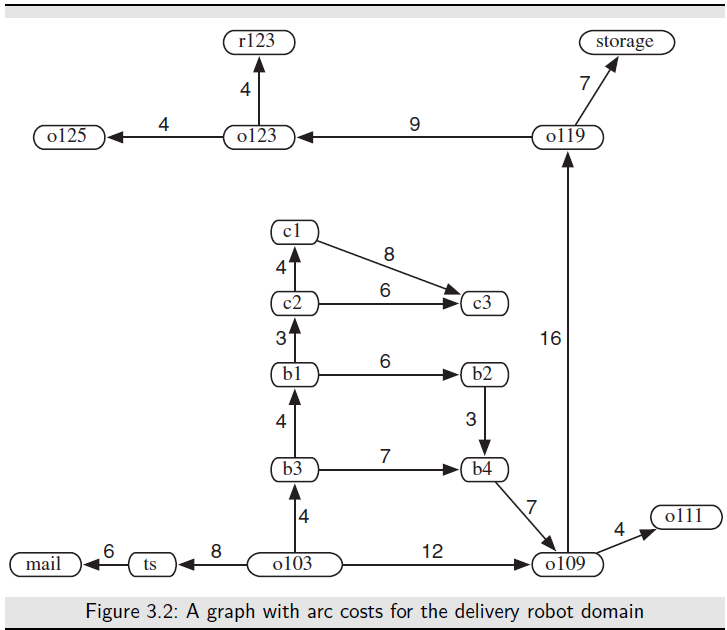 r123
storage
4
7
o125
4
o123
9
o119
c1
8
4
c2
6
c3
3
16
b1
6
b2
4
3
b3
7
b4
4
7
o111
4
mail
6
ts
8
o103
12
o109
Figure 3.2: A graph with arc costs for the delivery robot domain